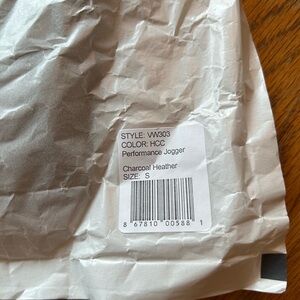 STYLE: VW303
COLOR: HCC
Performance Jogger
Charcoal Heather
SIZE: S
8 67810 00588 1